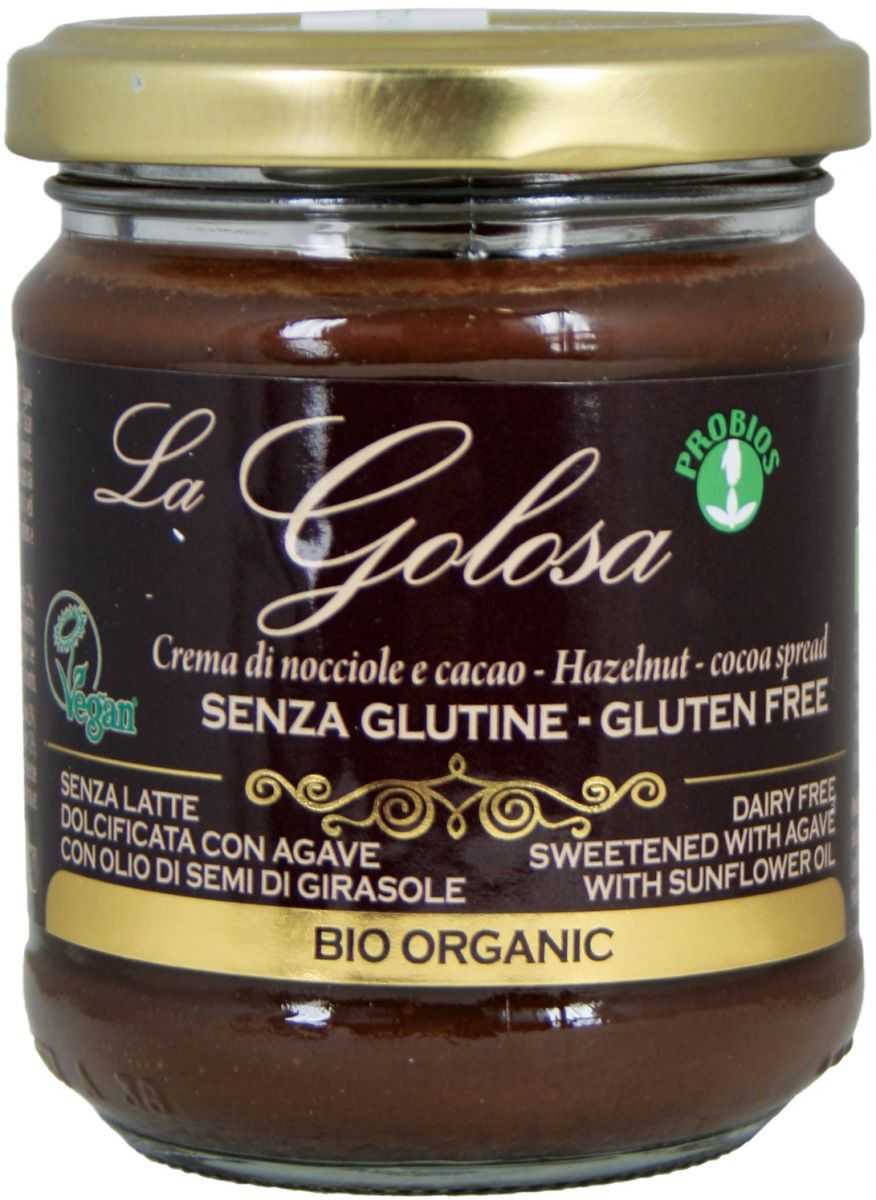 La Golosa
PROBIOS
Crema di nocciole e cacao - Hazelnut - cocoa spread
Vegan
SENZA GLUTINE - GLUTEN FREE
SENZA LATTE
DOLCIFICATA CON AGAVE
CON OLIO DI SEMI DI GIRASOLE
DAIRY FREE
SWEETENED WITH AGAVE
WITH SUNFLOWER OIL
BIO ORGANIC